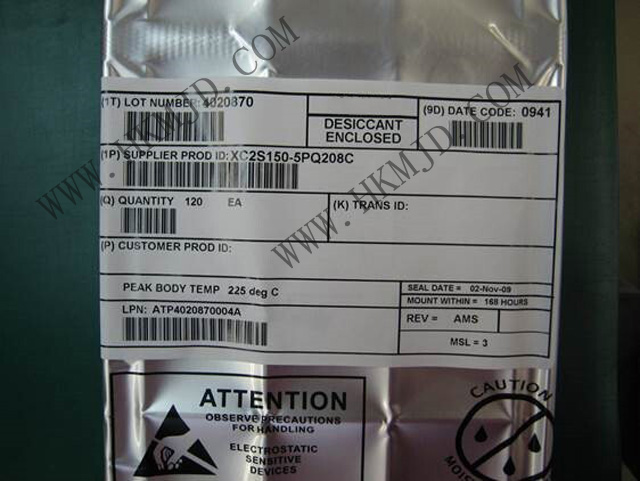 (1T) LOT NUMBER: 4020870
DESICCANT
ENCLOSED
(9D) DATE CODE: 0941
(1P) SUPPLIER PROD ID: XC2S150-5PQ208C
(Q) QUANTITY 120 EA
(K) TRANS ID:
(P) CUSTOMER PROD ID:
PEAK BODY TEMP 225 deg C
SEAL DATE = 02-Nov-09
MOUNT WITHIN = 168 HOURS
LPN: ATP4020870004A
REV = AMS
MSL = 3
ATTENTION
OBSERVE PRECAUTIONS
FOR HANDLING
ELECTROSTATIC
SENSITIVE
DEVICES
CAUTION
WWW.HKMJD.COM
WWW.HKMJD.COM